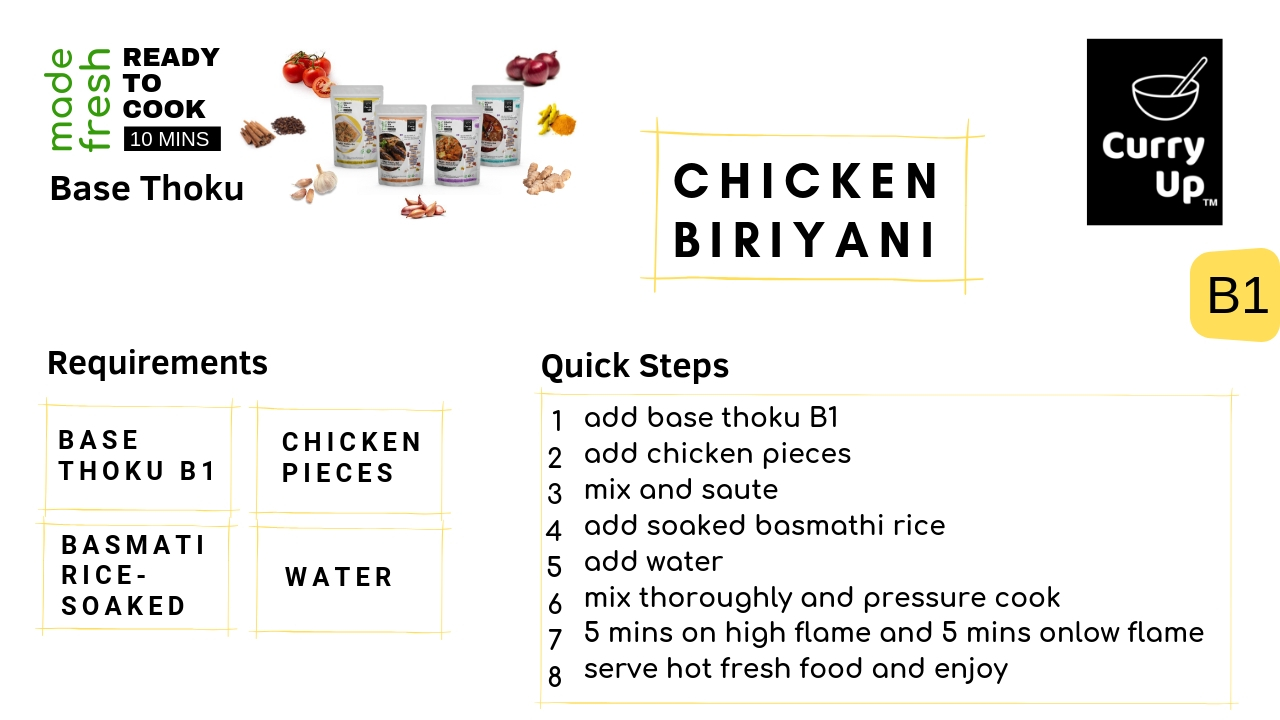 made
fresh
READY
TO
COOK
10 MINS
Base Thoku
CHICKEN
BIRIYANI
Curry
Up
TM
B1
Requirements
BASE
THOKU B1
CHICKEN
PIECES
BASMATI
RICE-
SOAKED
WATER
Quick Steps
1 add base thoku B1
2 add chicken pieces
3 mix and saute
4 add soaked basmathi rice
5 add water
6 mix thoroughly and pressure cook
7 5 mins on high flame and 5 mins onlow flame
8 serve hot fresh food and enjoy